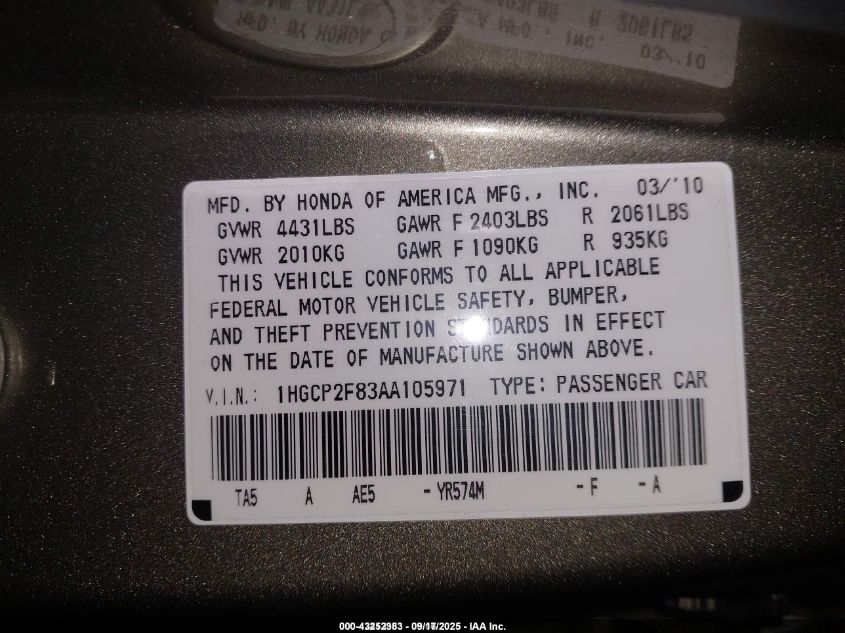 MFD. BY HONDA OF AMERICA MFG., INC. 03/'10
GVWR 4431LBS GAWR F 2403LBS R 2061LBS
GVWR 2010KG GAWR F 1090KG R 935KG
THIS VEHICLE CONFORMS TO ALL APPLICABLE
FEDERAL MOTOR VEHICLE SAFETY, BUMPER,
AND THEFT PREVENTION STANDARDS IN EFFECT
ON THE DATE OF MANUFACTURE SHOWN ABOVE.
V.I.N.: 1HGCP2F83AA105971 TYPE: PASSENGER CAR
TA5 A AE5 -YR574M -F -A
- IAA Inc.